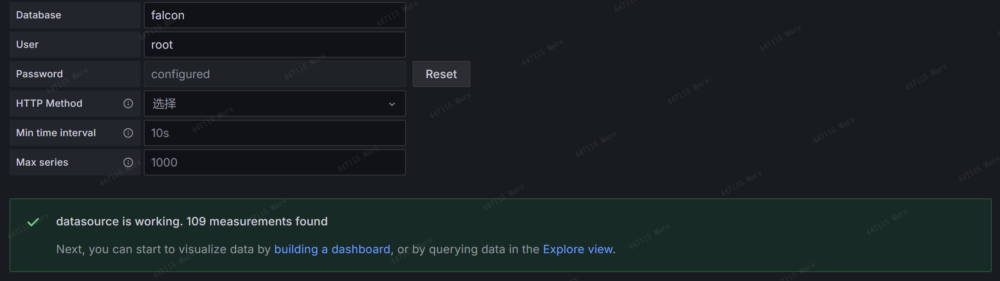 Database
falcon
User
root
Password
configured
Reset
HTTP Method
选择
Min time interval
10s
Max series
1000
datasource is working. 109 measurements found
Next, you can start to visualize data by building a dashboard, or by querying data in the Explore view.
447115 Mars